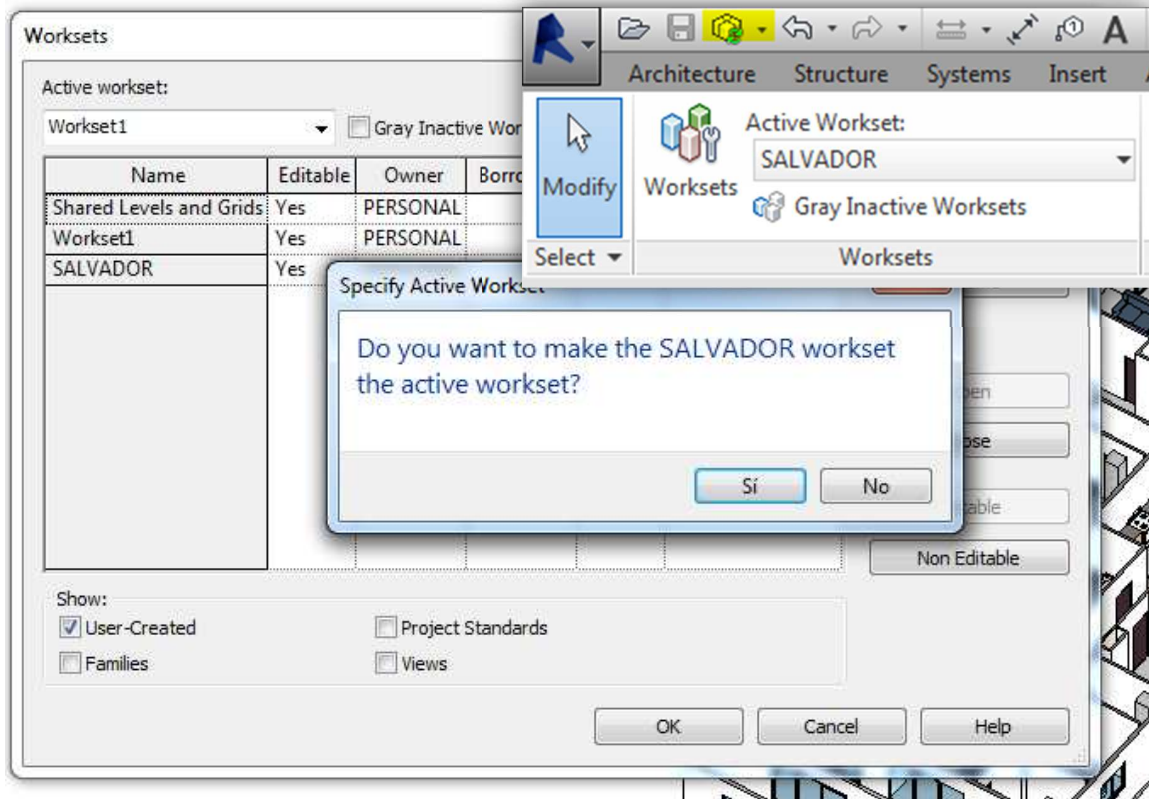 Worksets
Active workset:
Workset1
Gray Inactive Wor
Name Editable Owner Borro
Shared Levels and Grids Yes PERSONAL
Workset1 Yes PERSONAL
SALVADOR Yes
Architecture Structure Systems Insert
Modify
Worksets
Active Workset:
SALVADOR
Gray Inactive Worksets
Select
Worksets
Specify Active Workset
Do you want to make the SALVADOR workset
the active workset?
Sí No
Non Editable
Show:
User-Created
Project Standards
Families
Views
OK Cancel Help